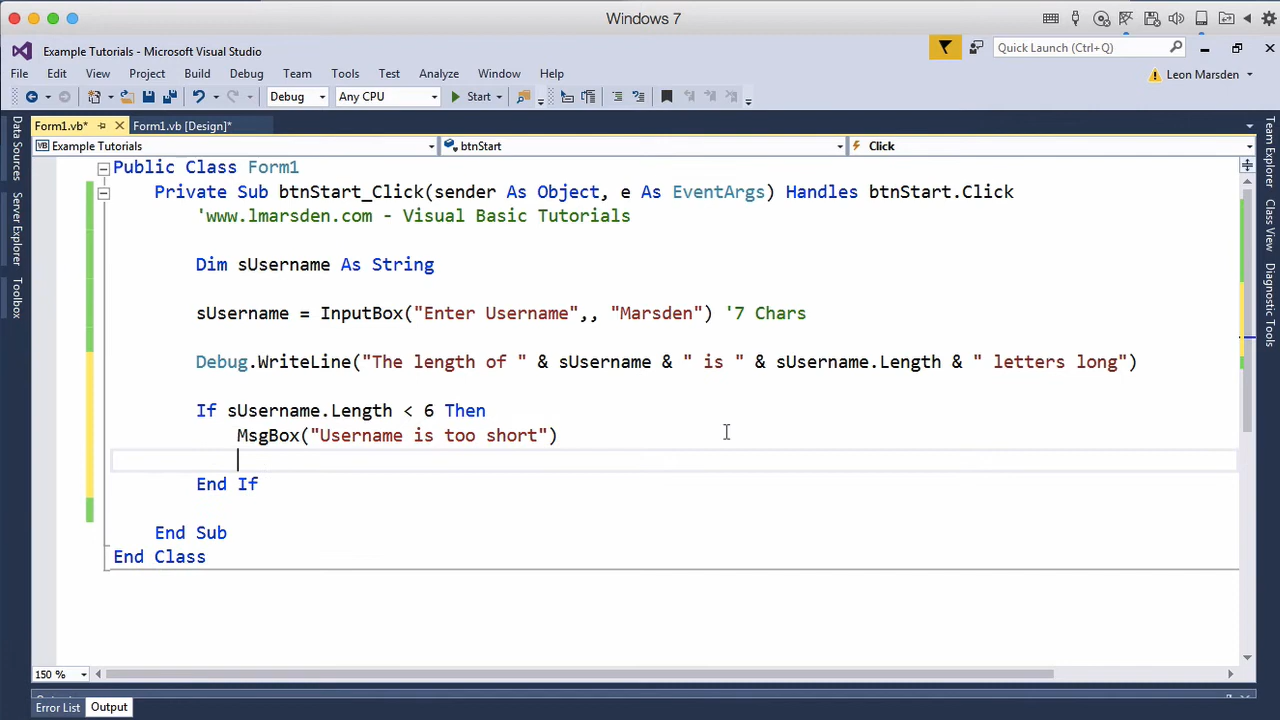 Windows 7
Example Tutorials - Microsoft Visual Studio
Quick Launch (Ctrl+Q)
File Edit View Project Build Debug Team Tools Test Analyze Window Help
Leon Marsden
Debug Any CPU Start
Form1.vb* Form1.vb [Design]*
Example Tutorials btnStart Click
Data Sources
Server Explorer
Toolbox
Public Class Form1
Private Sub btnStart_Click(sender As Object, e As EventArgs) Handles btnStart.Click
'www.lmarsden.com - Visual Basic Tutorials
Dim sUsername As String
sUsername = InputBox("Enter Username",, "Marsden") '7 Chars
Debug.WriteLine("The length of " & sUsername & " is " & sUsername.Length & " letters long")
If sUsername.Length < 6 Then
MsgBox("Username is too short")
End If
End Sub
End Class
Team Explorer
Class View
Diagnostic Tools
150 %
Error List Output